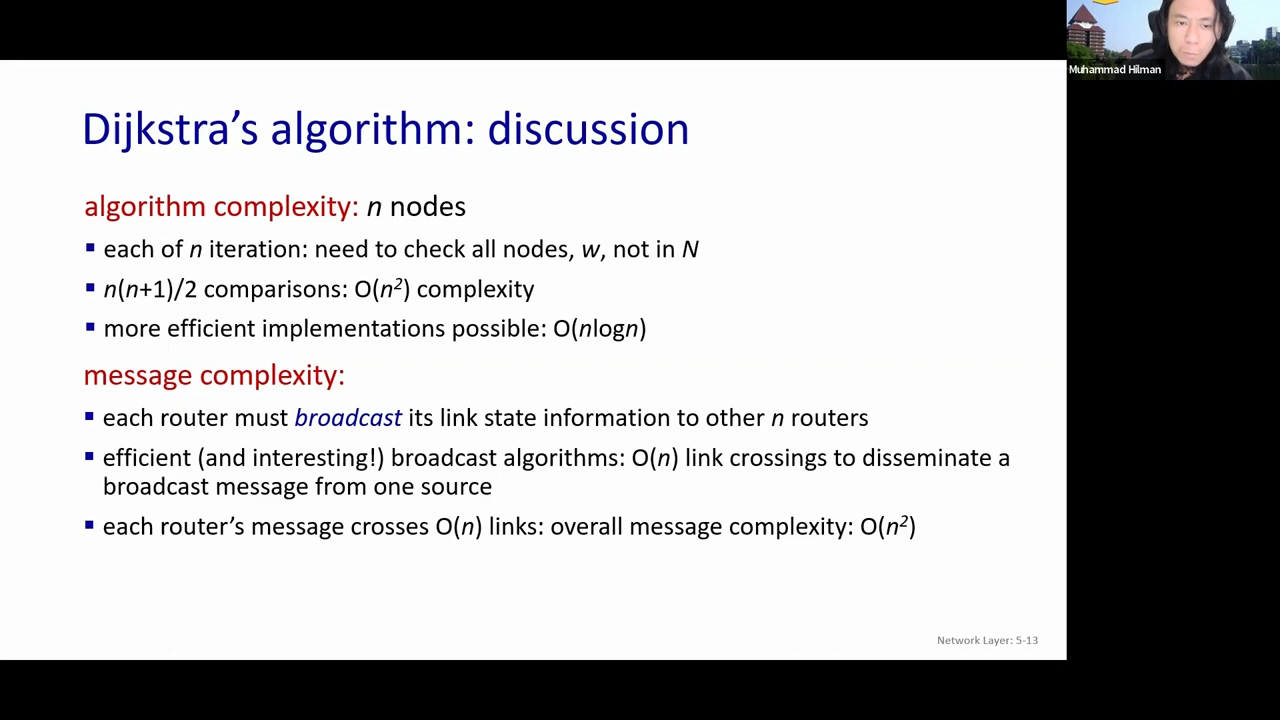 Muhammad Hilman
Dijkstra’s algorithm: discussion
algorithm complexity: n nodes
▪ each of n iteration: need to check all nodes, w, not in N
▪ n(n+1)/2 comparisons: O(n²) complexity
▪ more efficient implementations possible: O(nlogn)
message complexity:
▪ each router must broadcast its link state information to other n routers
▪ efficient (and interesting!) broadcast algorithms: O(n) link crossings to disseminate a
broadcast message from one source
▪ each router’s message crosses O(n) links: overall message complexity: O(n²)
Network Layer: 5-13